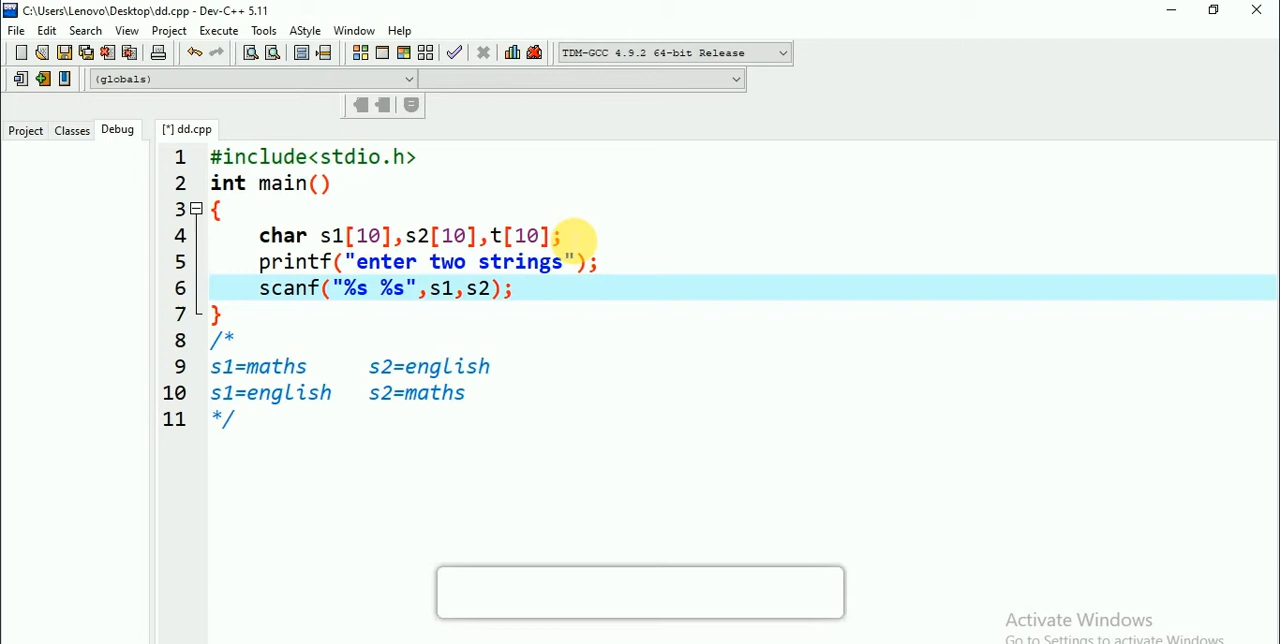 C:\Users\Lenovo\Desktop\dd.cpp - Dev-C++ 5.11
File Edit Search View Project Execute Tools AStyle Window Help
TDM-GCC 4.9.2 64-bit Release
(globals)
Project Classes Debug [*] dd.cpp
1 #include<stdio.h>
2 int main()
3 {
4 char s1[10],s2[10],t[10];
5 printf("enter two strings");
6 scanf("%s %s",s1,s2);
7 }
8 /*
9 s1=maths s2=english
10 s1=english s2=maths
11 */
Activate Windows
Go to Settings to activate Windows